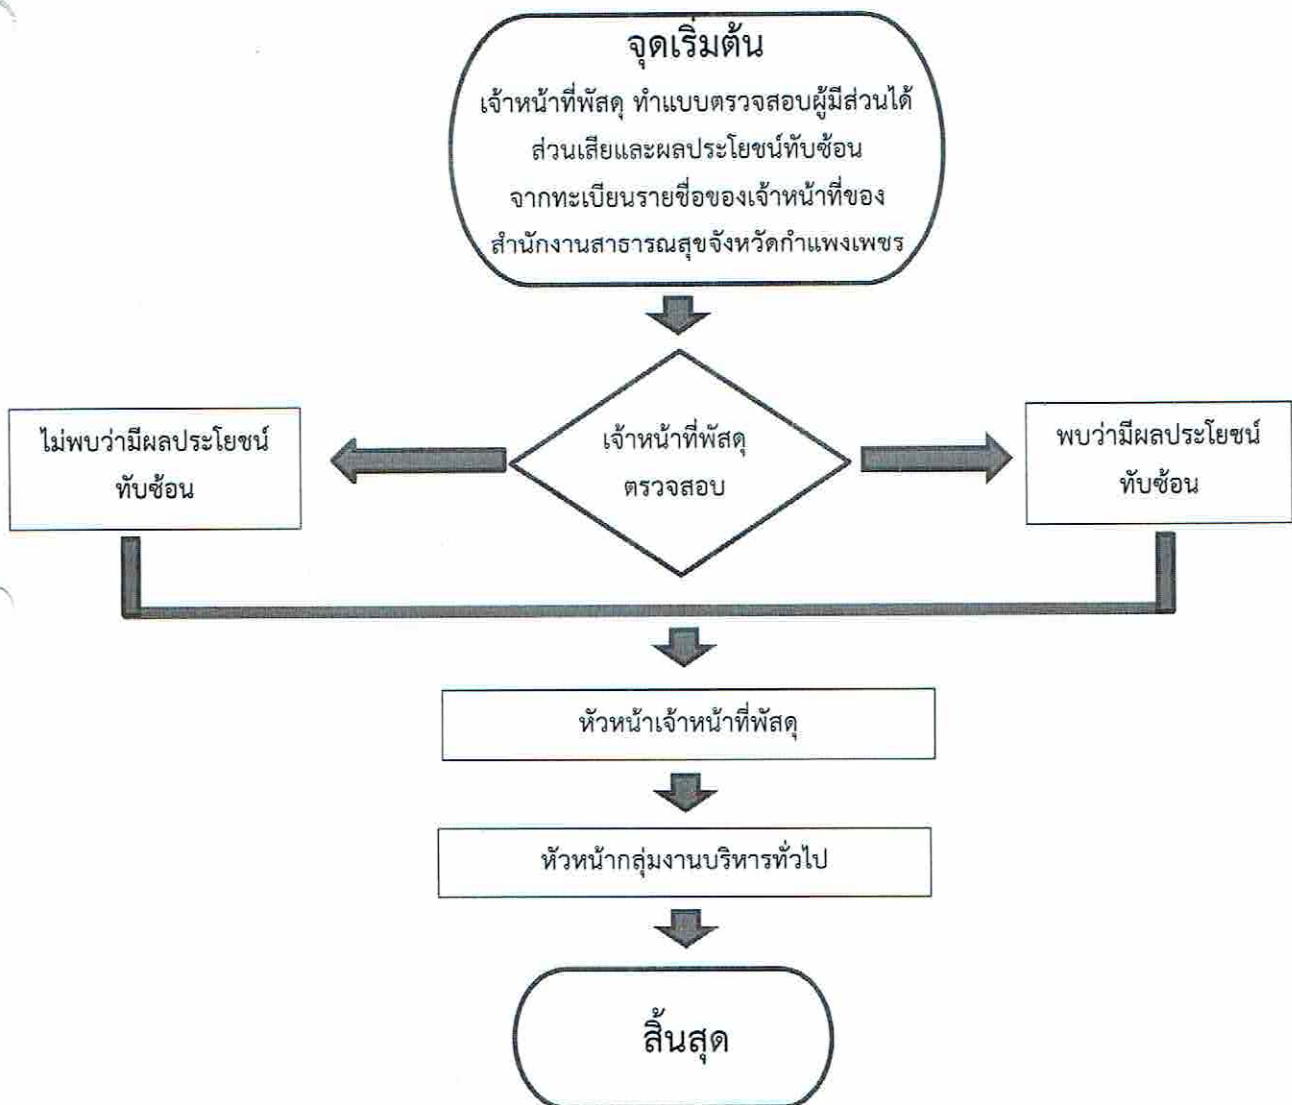 จุดเริ่มต้น
เจ้าหน้าที่พัสดุ ทำแบบตรวจสอบผู้มีส่วนได้
ส่วนเสียและผลประโยชน์ทับซ้อน
จากทะเบียนรายชื่อของเจ้าหน้าที่ของ
สำนักงานสาธารณสุขจังหวัดกำแพงเพชร
ไม่พบว่ามีผลประโยชน์
ทับซ้อน
เจ้าหน้าที่พัสดุ
ตรวจสอบ
พบว่ามีผลประโยชน์
ทับซ้อน
หัวหน้าเจ้าหน้าที่พัสดุ
หัวหน้ากลุ่มงานบริหารทั่วไป
สิ้นสุด